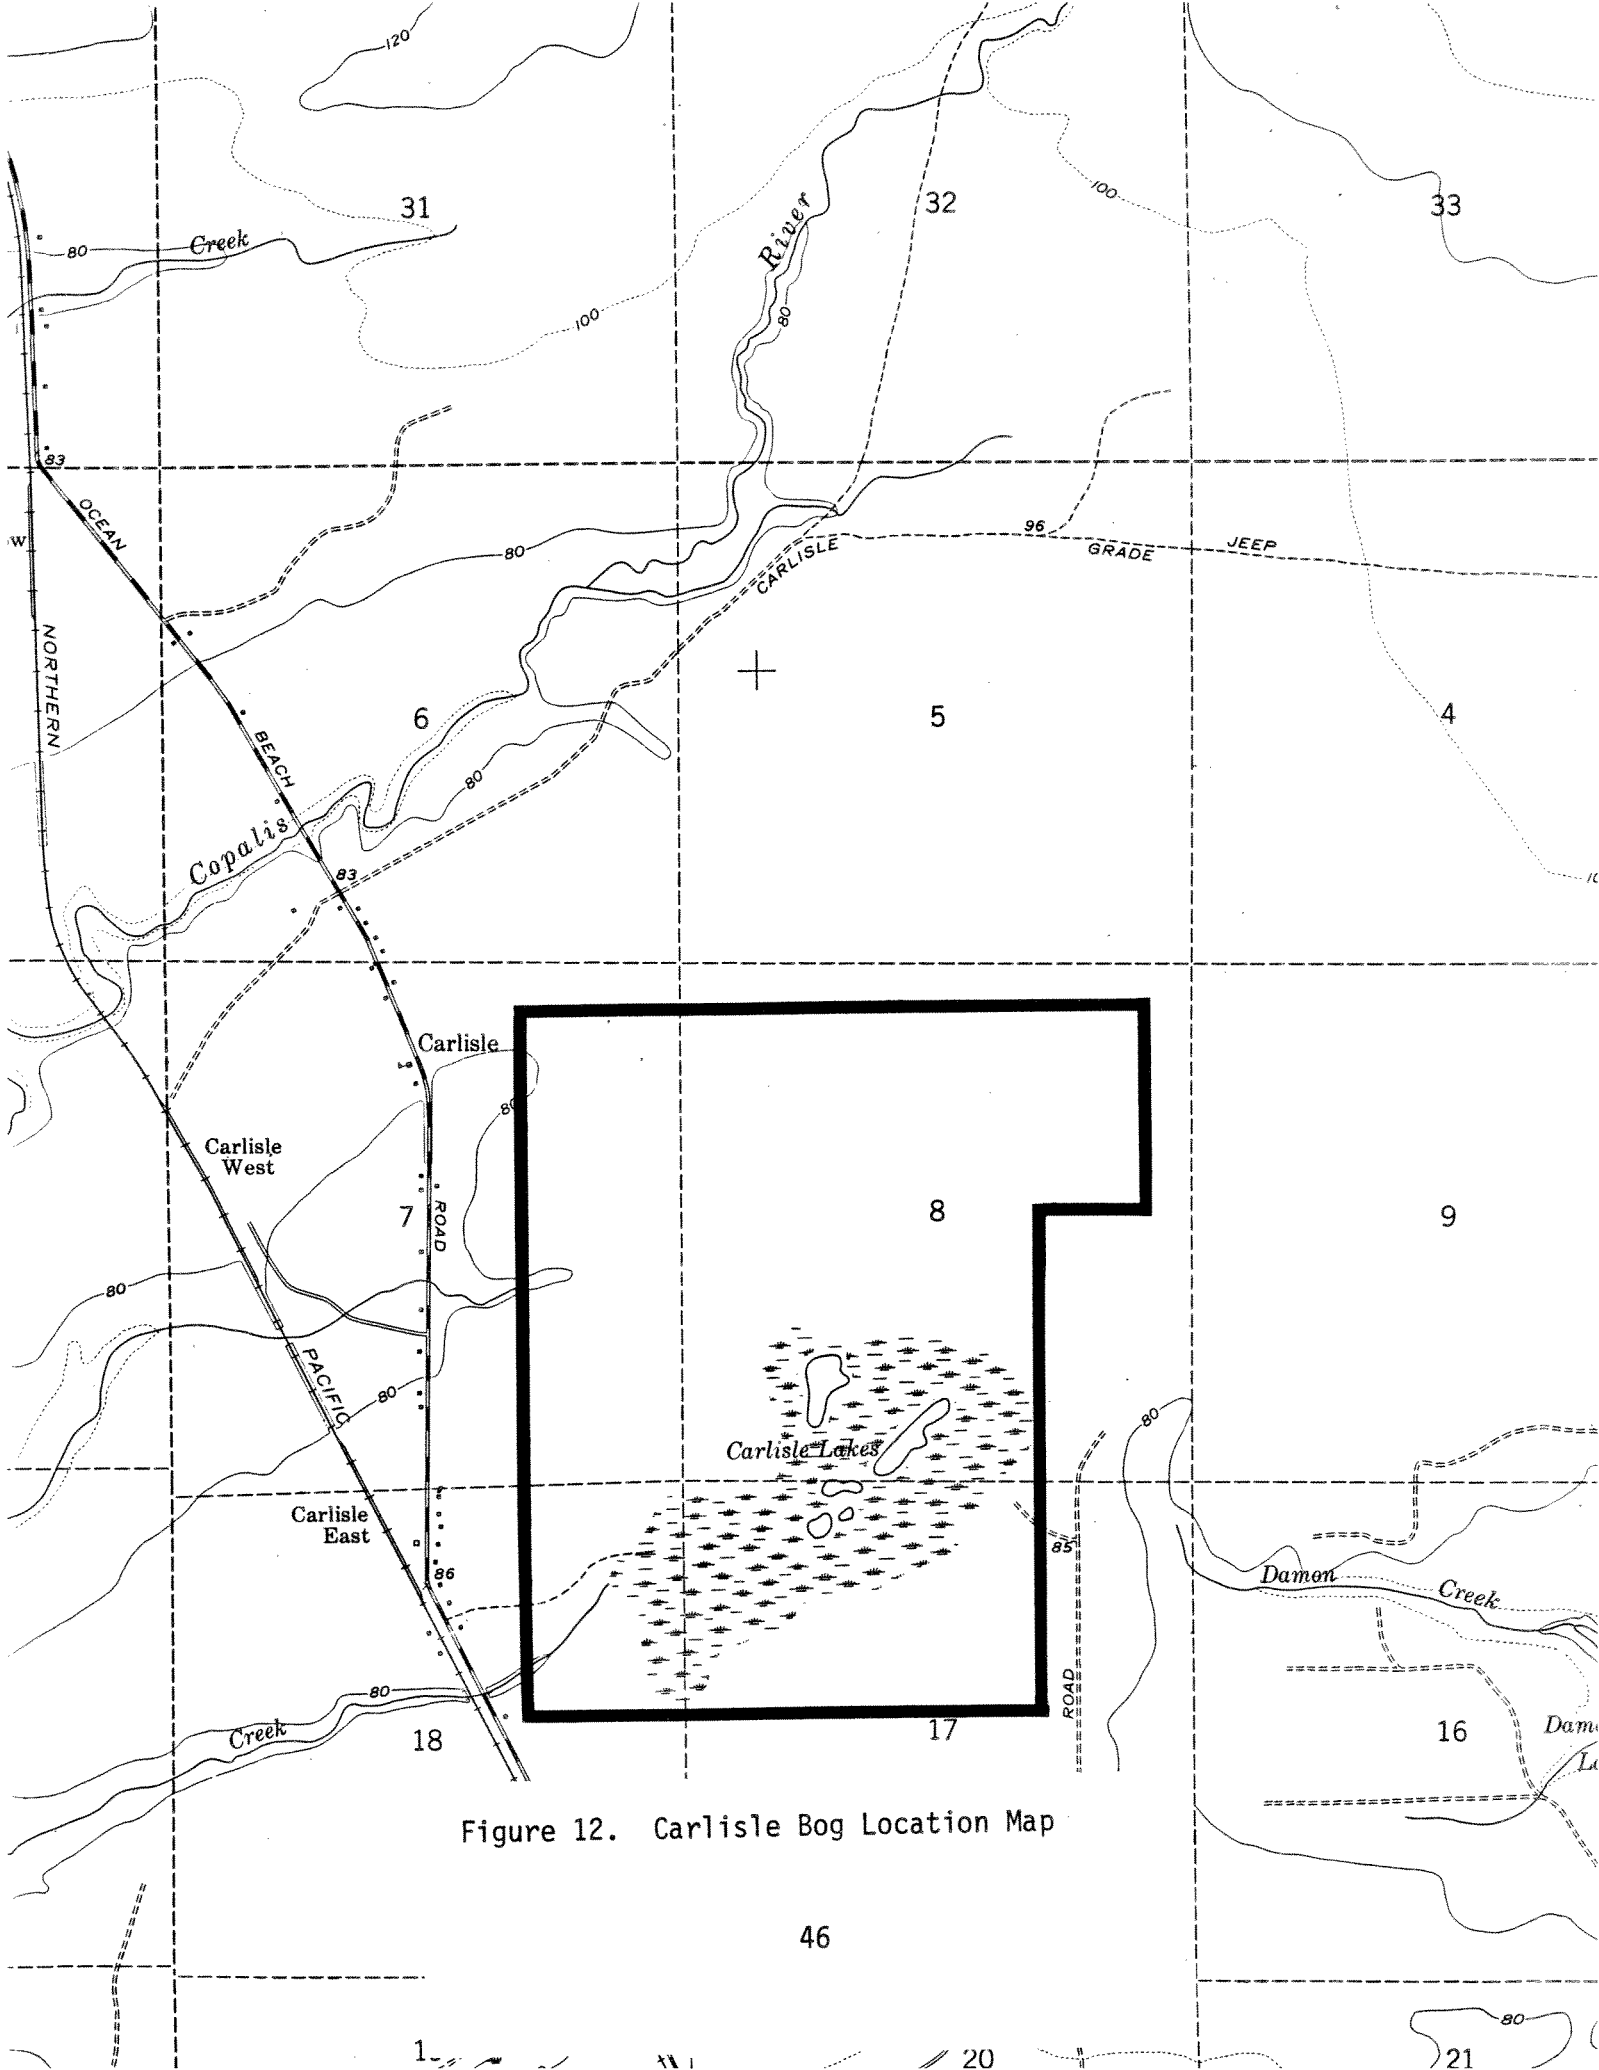 120
31
32
33
River
100
Creek
80
100
80
83
OCEAN
W
80
96
CARLISLE
GRADE
JEEP
NORTHERN
6
5
4
BEACH
80
Copalis
83
Carlisle
80
Carlisle
West
7
ROAD
8
9
80
PACIFIC
80
80
Carlisle Lakes
Carlisle
East
85
86
Damon
Creek
ROAD
80
Creek
18
17
16
Figure 12. Carlisle Bog Location Map
46
80
20
21